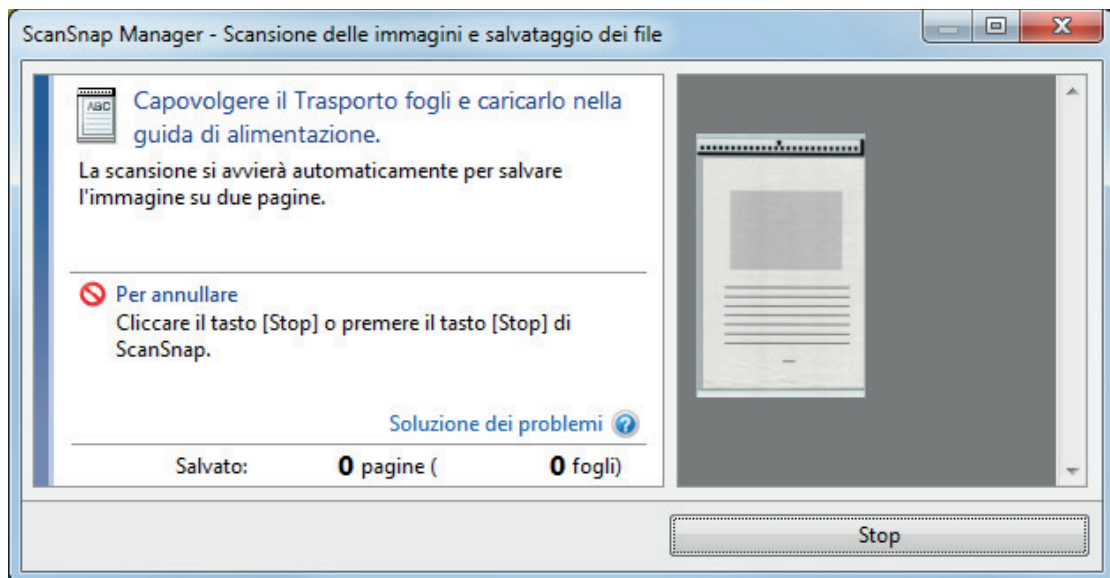 ScanSnap Manager - Scansione delle immagini e salvataggio dei file
ABC
Capovolgere il Trasporto fogli e caricarlo nella
guida di alimentazione.
La scansione si avvierà automaticamente per salvare
l'immagine su due pagine.
Per annullare
Cliccare il tasto [Stop] o premere il tasto [Stop] di
ScanSnap.
Soluzione dei problemi ?
Salvato: 0 pagine ( 0 fogli)
Stop